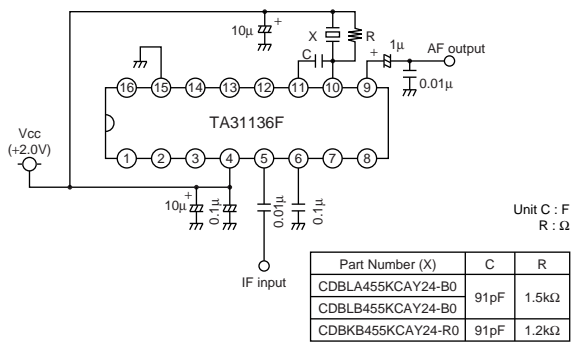 10μ +
X
R
C
+
1μ
AF output
0.01μ
16 15 14 13 12 11 10 9
TA31136F
Vcc
(+2.0V)
1 2 3 4 5 6 7 8
10μ +
0.1μ
0.01μ
0.1μ
IF input
Unit C : F
R : Ω
Part Number (X) C R
CDBLA455KCAY24-B0 91pF 1.5kΩ
CDBLB455KCAY24-B0
CDBKB455KCAY24-R0 91pF 1.2kΩ